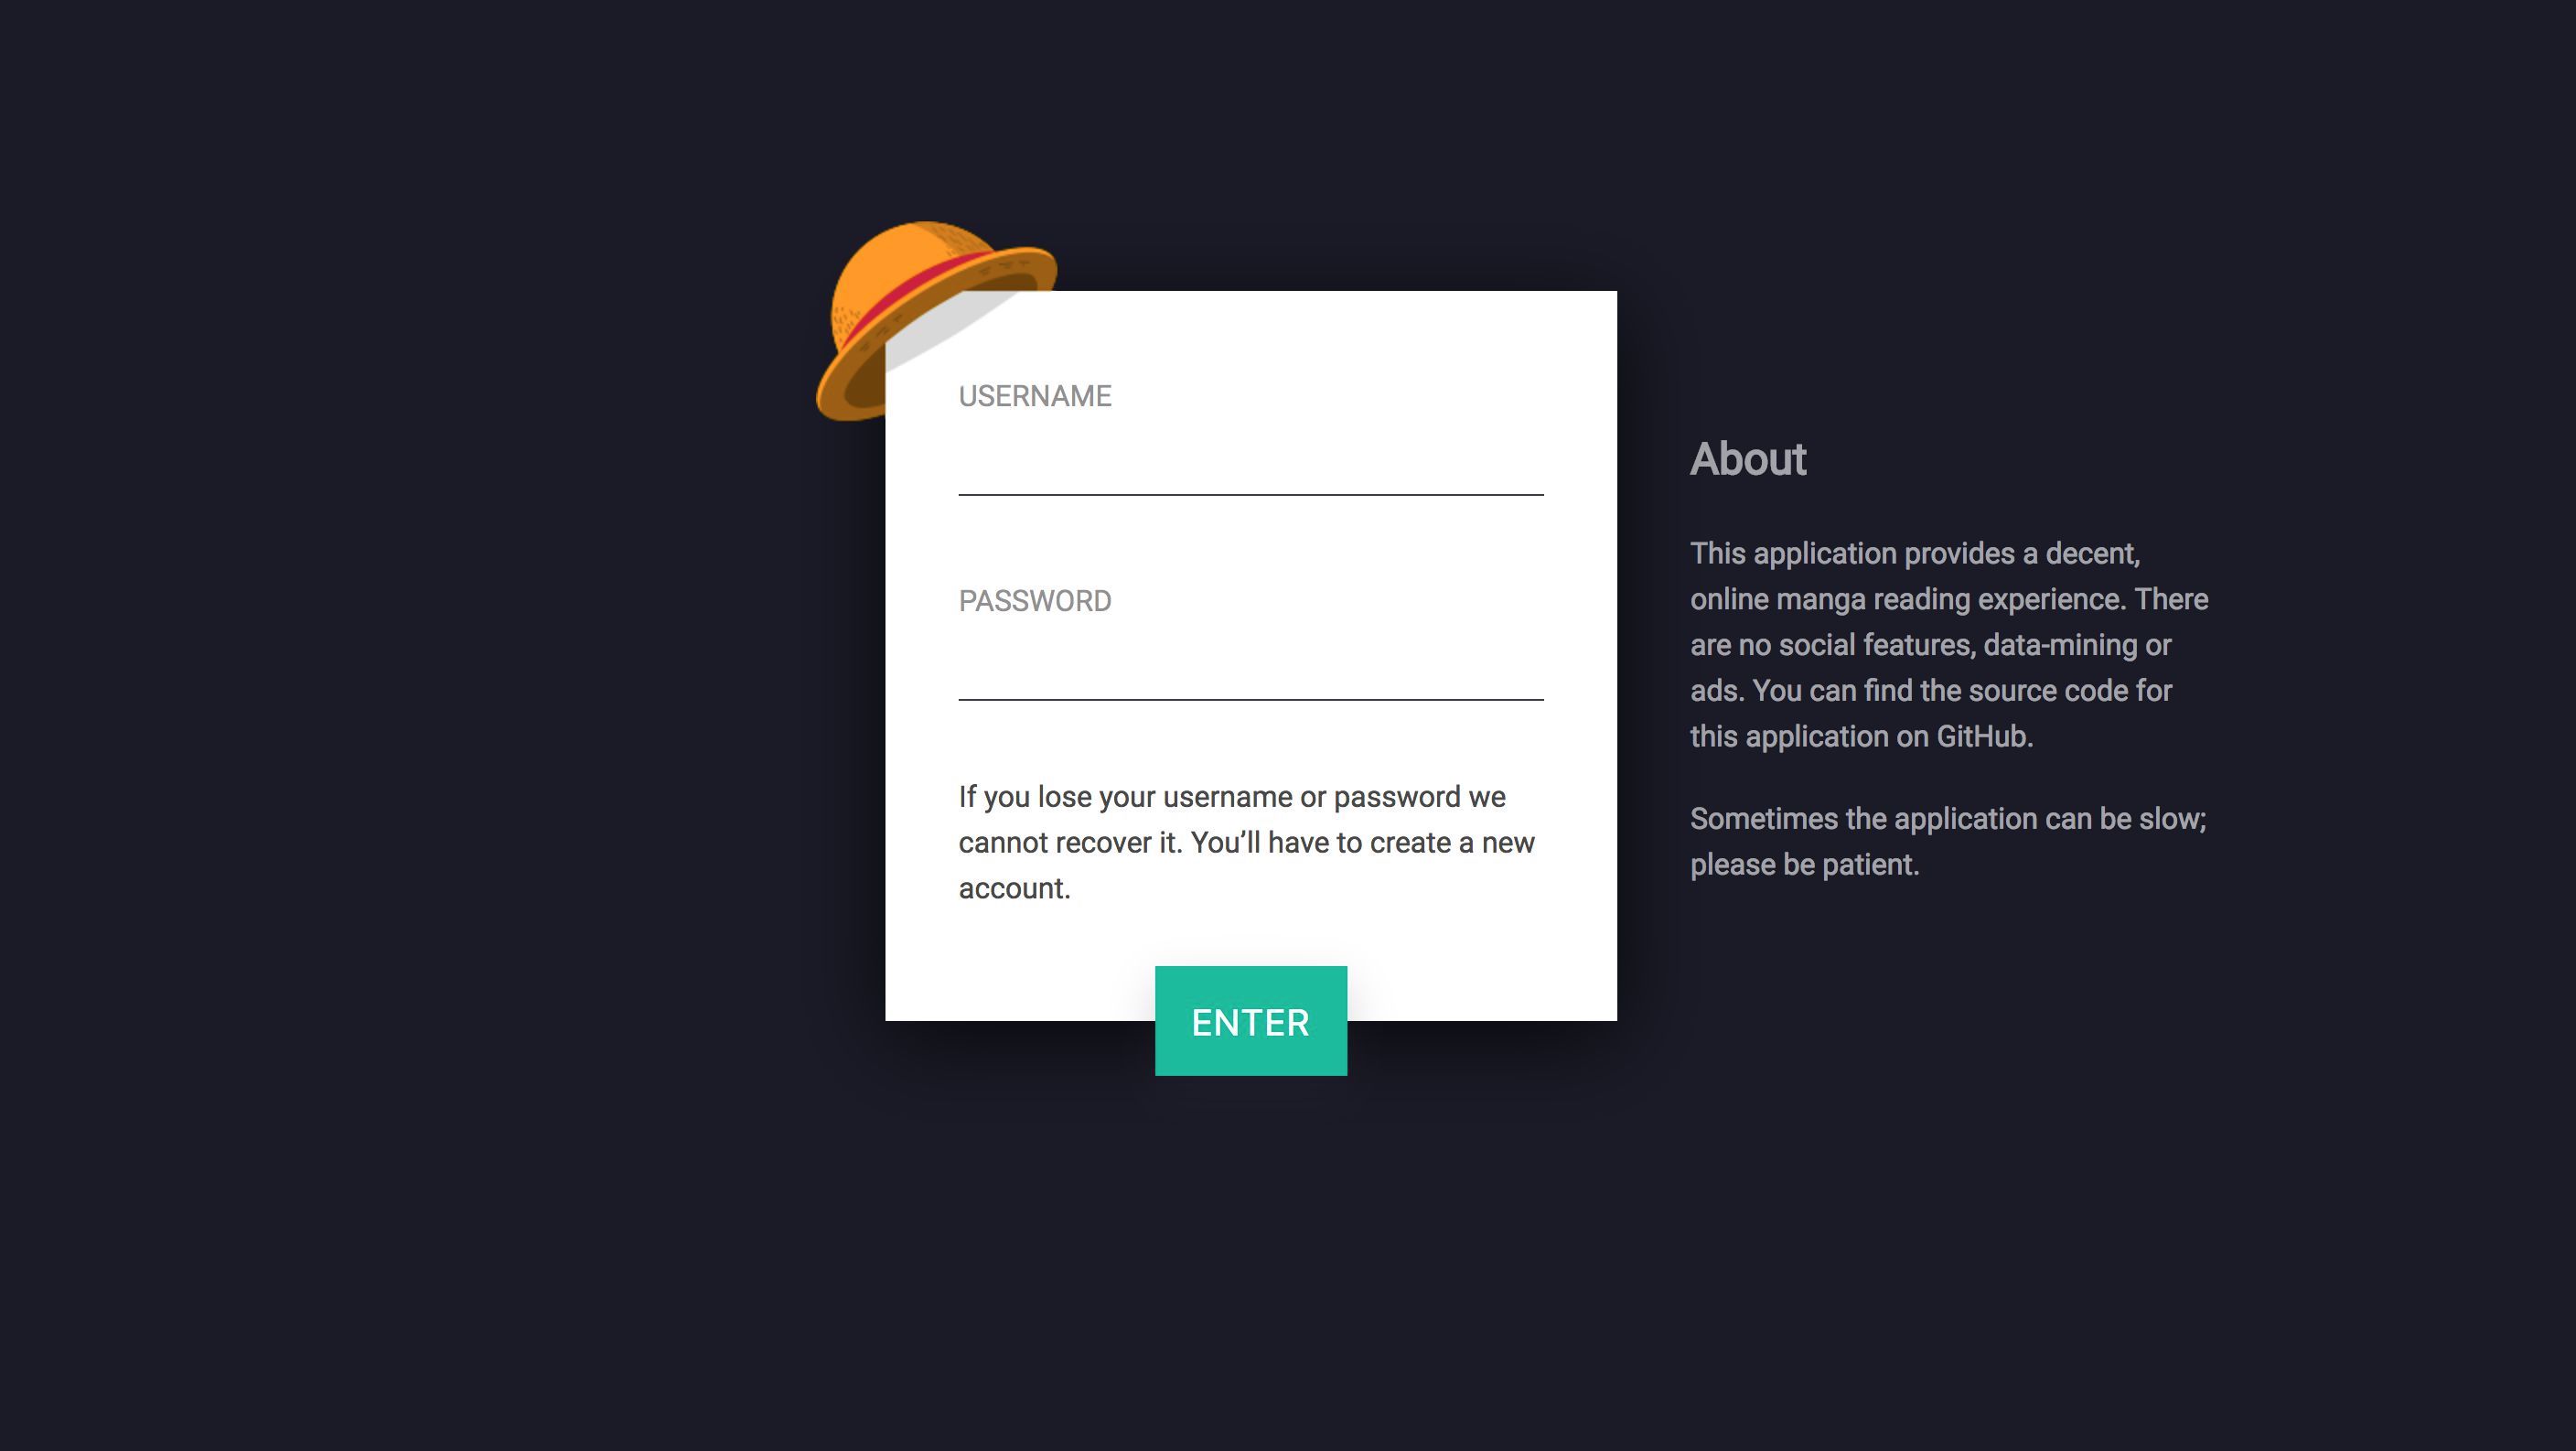 USERNAME
PASSWORD
If you lose your username or password we
cannot recover it. You’ll have to create a new
account.
ENTER
About
This application provides a decent,
online manga reading experience. There
are no social features, data-mining or
ads. You can find the source code for
this application on GitHub.
Sometimes the application can be slow;
please be patient.